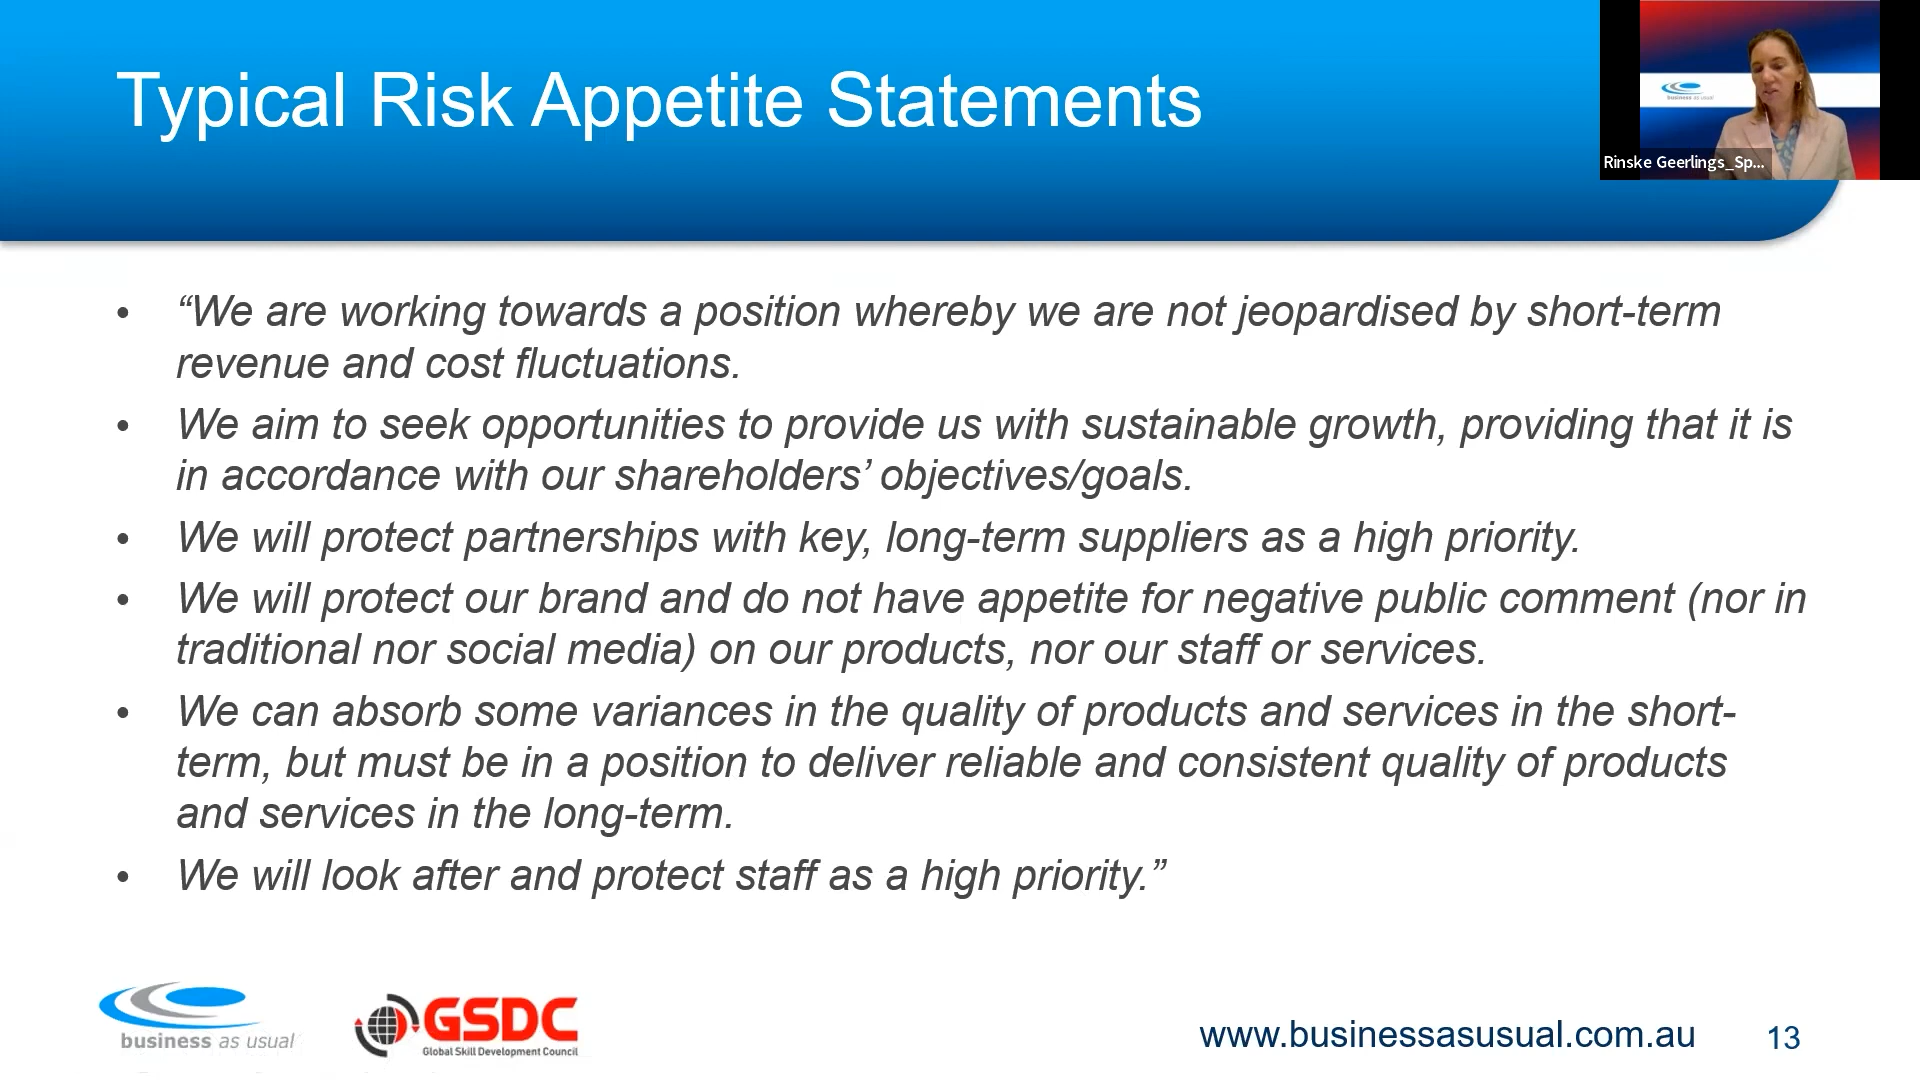 Typical Risk Appetite Statements
business as usual
Rinske Geerlings_Sp...
• “We are working towards a position whereby we are not jeopardised by short-term
revenue and cost fluctuations.
• We aim to seek opportunities to provide us with sustainable growth, providing that it is
in accordance with our shareholders’ objectives/goals.
• We will protect partnerships with key, long-term suppliers as a high priority.
• We will protect our brand and do not have appetite for negative public comment (nor in
traditional nor social media) on our products, nor our staff or services.
• We can absorb some variances in the quality of products and services in the short-
term, but must be in a position to deliver reliable and consistent quality of products
and services in the long-term.
• We will look after and protect staff as a high priority.”
business as usual
GSDC
Global Skill Development Council
www.businessasusual.com.au
13